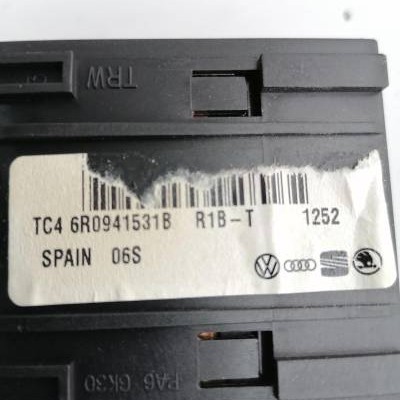 TRW
TC4 6R0941531B R1B-T 1252
SPAIN 06S
PA6 GK30